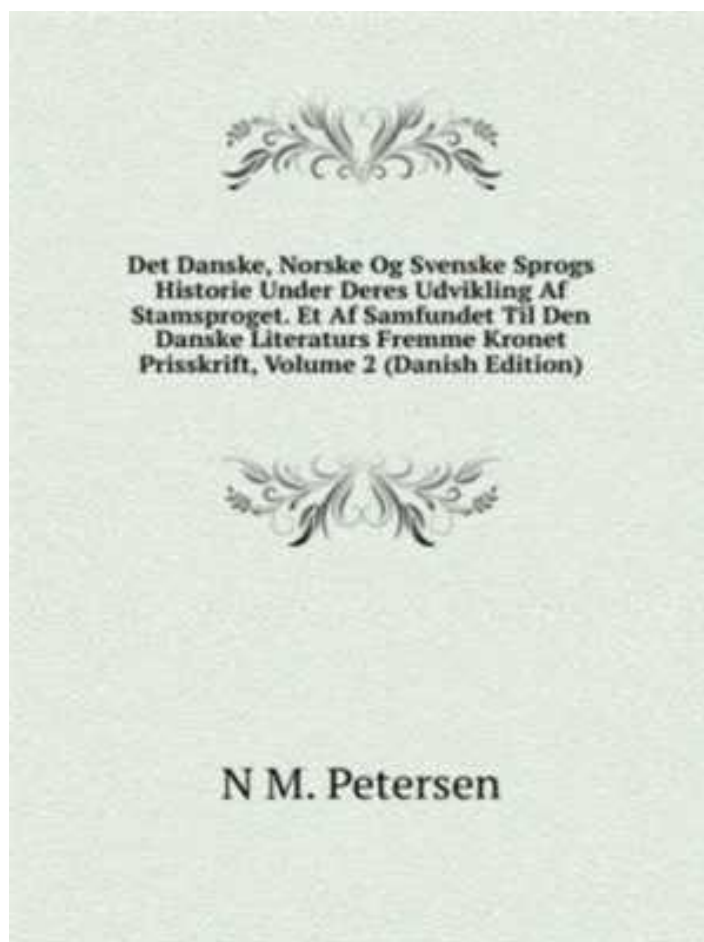 Det Danske, Norske Og Svenske Sprogs
Historie Under Deres Udvikling Af
Stamsproget. Et Af Samfundet Til Den
Danske Literaturs Fremme Kronet
Prisskrift, Volume 2 (Danish Edition)
N M. Petersen